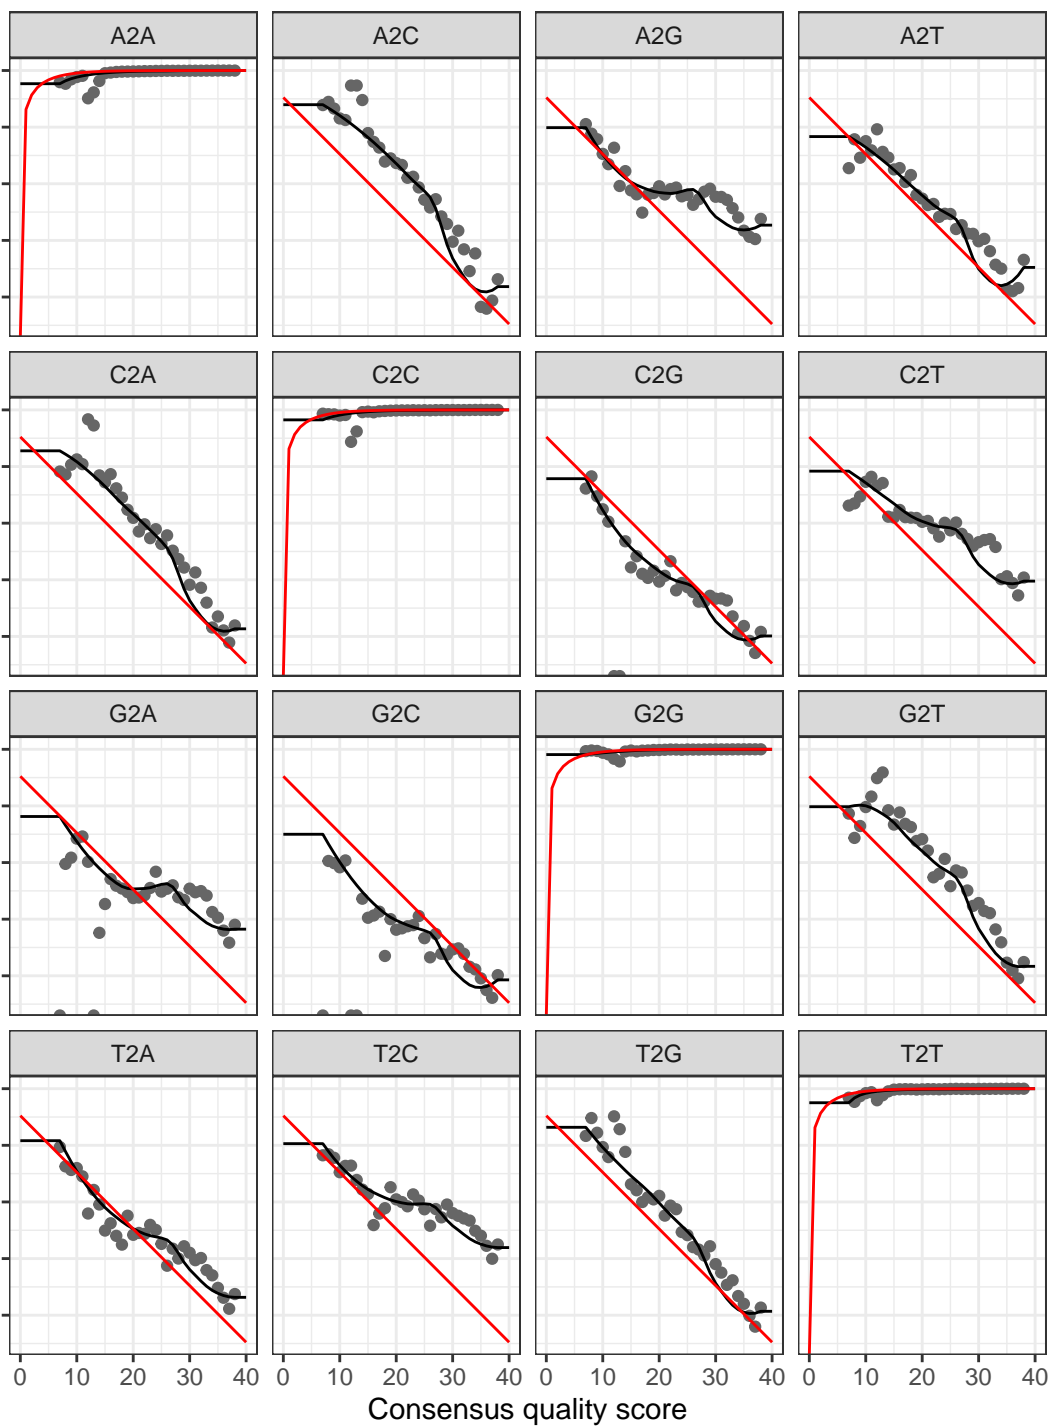 A2A A2C A2G A2T
C2A C2C C2G C2T
G2A G2C G2G G2T
T2A T2C T2G T2T
0 10 20 30 40 0 10 20 30 40 0 10 20 30 40 0 10 20 30 40
Consensus quality score